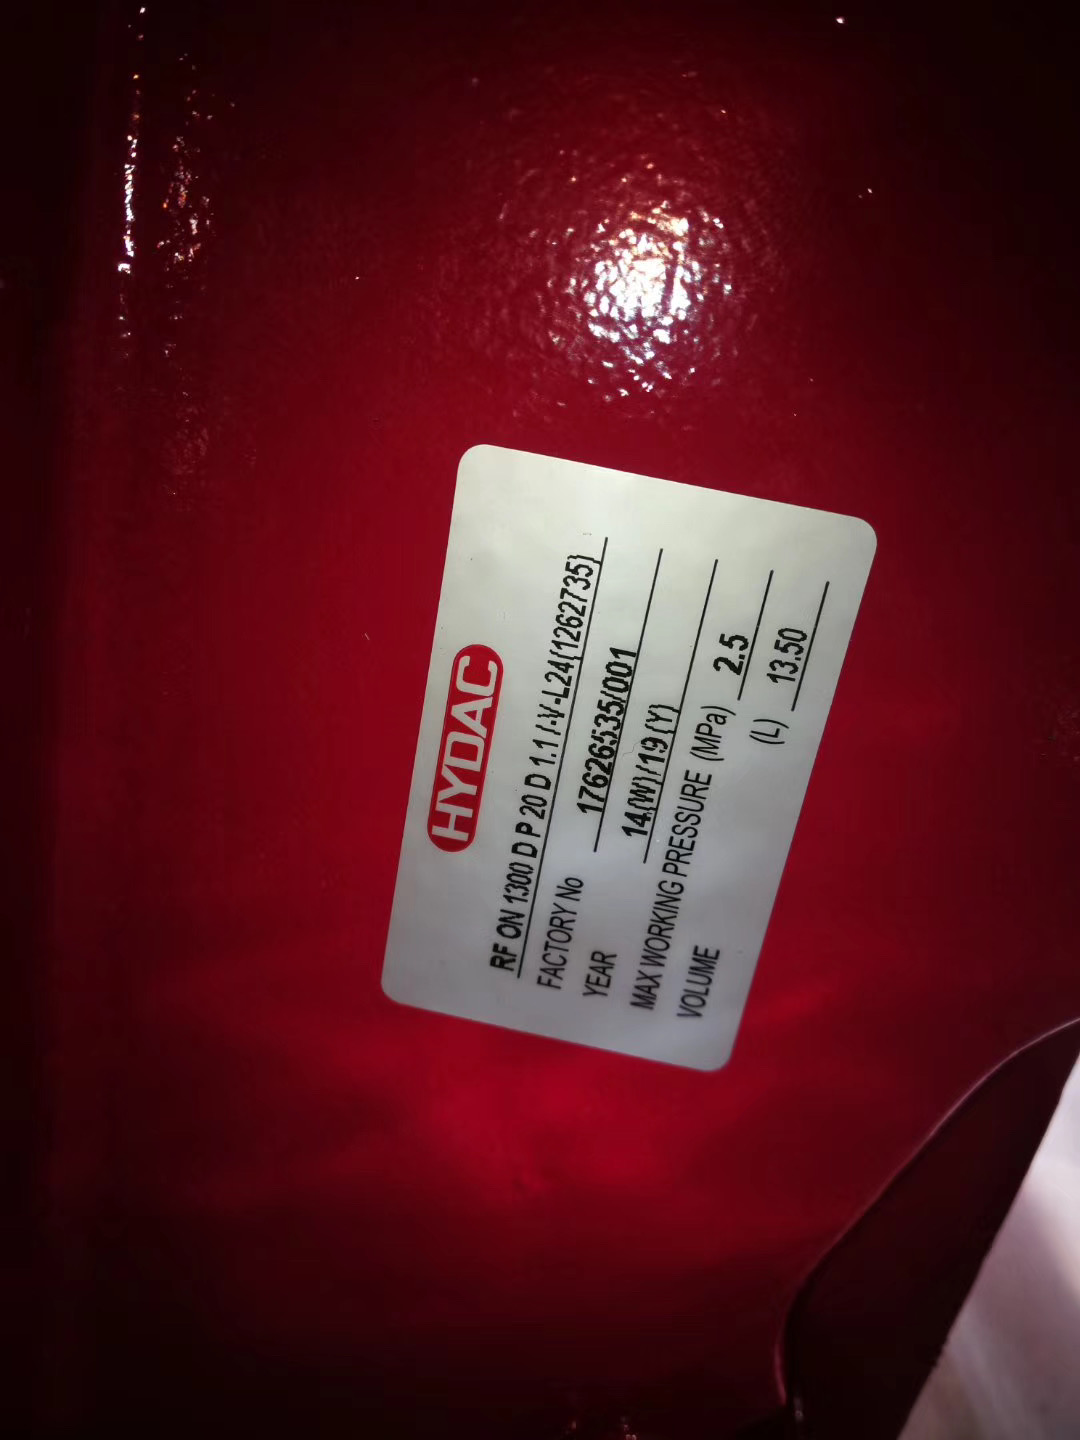 HYDAC
RF ON 1300 D P 20 D 1.1 /-V-L24(1262735)
FACTORY No 17626535/001
YEAR 14(W)/19(Y)
MAX WORKING PRESSURE (MPa) 2.5
VOLUME (L) 13.50